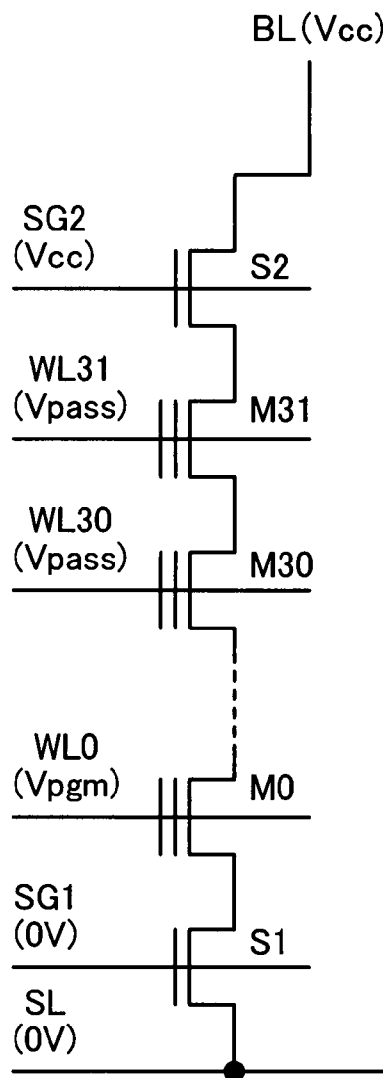 BL(Vcc)
SG2
(Vcc)
S2
WL31
(Vpass)
M31
WL30
(Vpass)
M30
WL0
(Vpgm)
M0
SG1
(0V)
S1
SL
(0V)